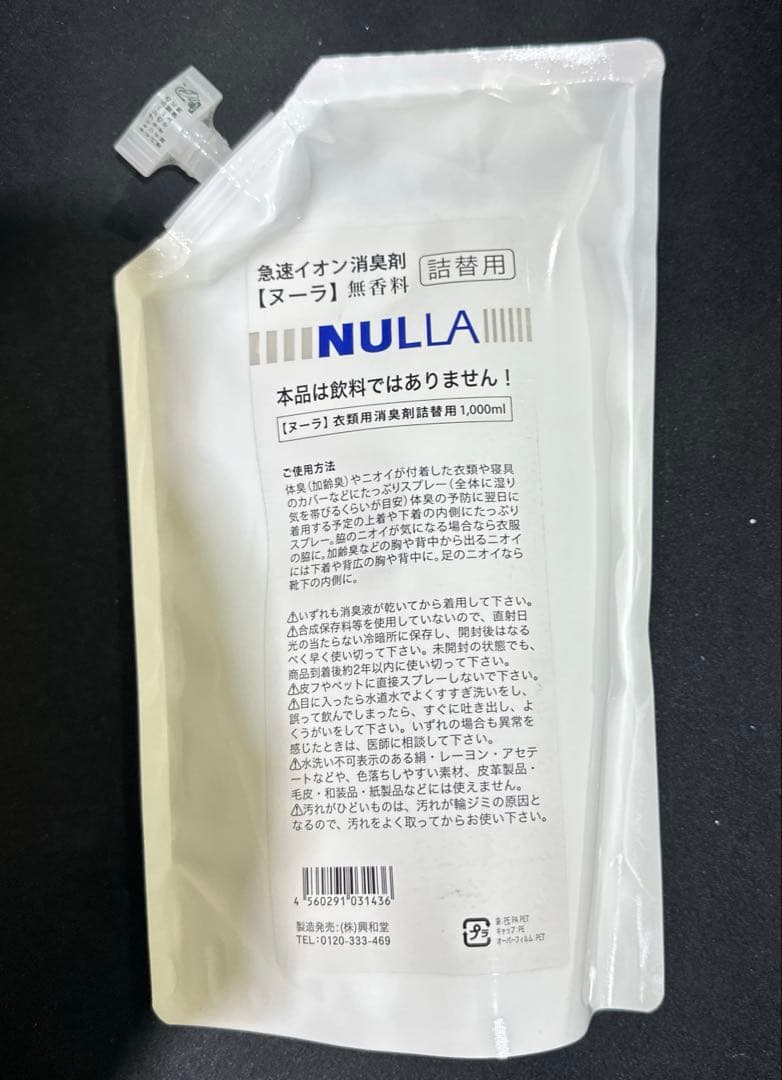 急速イオン消臭剤
【ヌーラ】無香料
詰替用
NULLA
本品は飲料ではありません！
【ヌーラ】衣類用消臭剤詰替用1,000ml
ご使用方法
体臭(加齢臭)やニオイが付着した衣類や寝具
のカバーなどにたっぷりスプレー(全体に湿り
気を帯びるくらいが目安)体臭の予防に翌日に
着用する予定の上着や下着の内側にたっぷり
スプレー。脇のニオイが気になる場合なら衣服
の脇に。加齢臭などの胸や背中から出るニオイ
には下着や背広の胸や背中に。足のニオイなら
靴下の内側に。
⚠いずれも消臭液が乾いてから着用して下さい。
⚠合成保存料等を使用していないので、直射日
光の当たらない冷暗所に保存し、開封後はなる
べく早く使い切って下さい。未開封の状態でも、
商品到着後約2年以内に使い切って下さい。
⚠皮フやペットに直接スプレーしないで下さい。
⚠目に入ったら水道水でよくすすぎ洗いをし、
誤って飲んでしまったら、すぐに吐き出し、よ
くうがいをして下さい。いずれの場合も異常を
感じたときは、医師に相談して下さい。
⚠水洗い不可表示のある絹・レーヨン・アセテ
ートなどや、色落ちしやすい素材、皮革製品・
毛皮・和装品・紙製品などには使えません。
⚠汚れがひどいものは、汚れが輪ジミの原因と
なるので、汚れをよく取ってからお使い下さい。
4 560291 031436
製造発売:(株)興和堂
TEL:0120-333-469
プラ
袋:PE,PA,PET
キャップ:PE
オーバーフィルム:PET